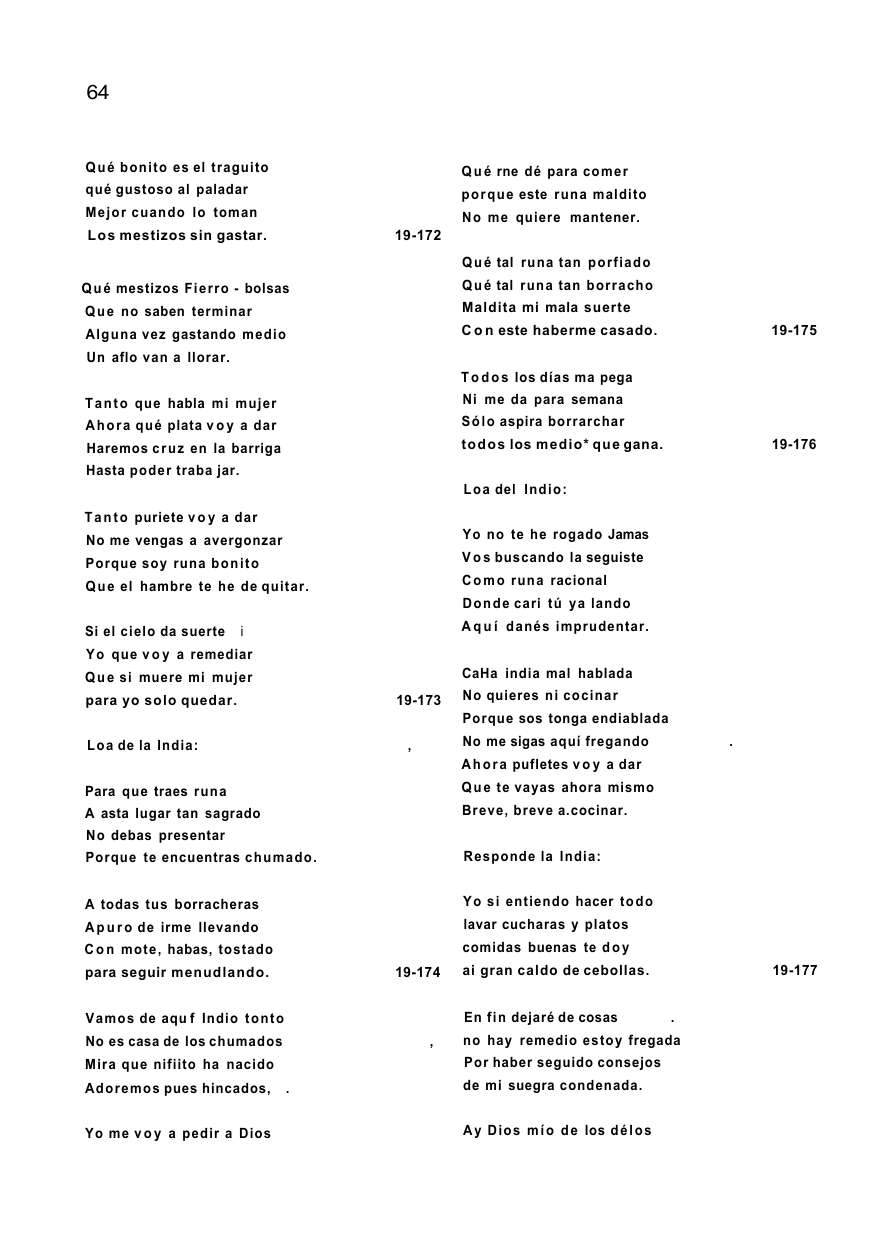 64
Qué bonito es el traguito
qué gustoso al paladar
Mejor cuando lo toman
Los mestizos sin gastar. 19-172
Qué mestizos Fierro - bolsas
Que no saben terminar
Alguna vez gastando medio
Un aflo van a llorar.
Tanto que habla mi mujer
Ahora qué plata voy a dar
Haremos cruz en la barriga
Hasta poder traba jar.
Tanto puriete voy a dar
No me vengas a avergonzar
Porque soy runa bonito
Que el hambre te he de quitar.
Si el cielo da suerte i
Yo que voy a remediar
Que si muere mi mujer
para yo solo quedar. 19-173
Loa de la India: ,
Para que traes runa
A asta lugar tan sagrado
No debas presentar
Porque te encuentras chumado.
A todas tus borracheras
Apuro de irme llevando
Con mote, habas, tostado
para seguir menudlando. 19-174
Vamos de aquf Indio tonto
No es casa de los chumados ,
Mira que nifiito ha nacido
Adoremos pues hincados, .
Yo me voy a pedir a Dios
Qué rne dé para comer
porque este runa maldito
No me quiere mantener.
Qué tal runa tan porfiado
Qué tal runa tan borracho
Maldita mi mala suerte
Con este haberme casado. 19-175
Todos los días ma pega
Ni me da para semana
Sólo aspira borrarchar
todos los medio* que gana. 19-176
Loa del Indio:
Yo no te he rogado Jamas
Vos buscando la seguiste
Como runa racional
Donde cari tú ya lando
Aquí danés imprudentar.
CaHa india mal hablada
No quieres ni cocinar
Porque sos tonga endiablada
No me sigas aquí fregando .
Ahora pufletes voy a dar
Que te vayas ahora mismo
Breve, breve a.cocinar.
Responde la India:
Yo si entiendo hacer todo
lavar cucharas y platos
comidas buenas te doy
ai gran caldo de cebollas. 19-177
En fin dejaré de cosas .
no hay remedio estoy fregada
Por haber seguido consejos
de mi suegra condenada.
Ay Dios mío de los délos